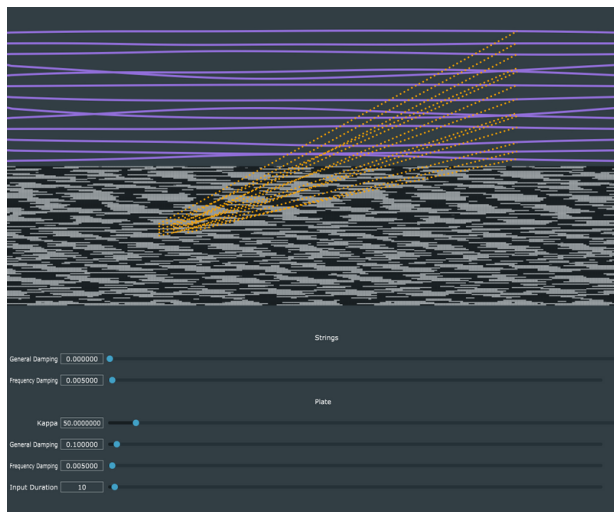 Strings
General Damping 0.000000
Frequency Damping 0.005000
Plate
Kappa 50.0000000
General Damping 0.100000
Frequency Damping 0.005000
Input Duration 10